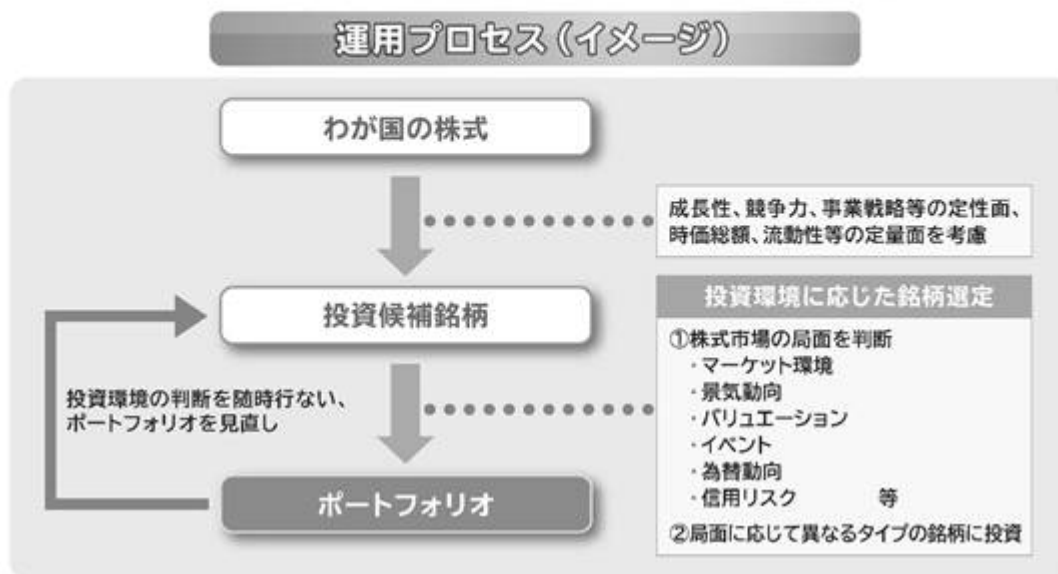 運用プロセス（イメージ）
わが国の株式
成長性、競争力、事業戦略等の定性面、
時価総額、流動性等の定量面を考慮
投資候補銘柄
投資環境に応じた銘柄選定
①株式市場の局面を判断
・マーケット環境
・景気動向
・バリュエーション
・イベント
・為替動向
・信用リスク　　　等
②局面に応じて異なるタイプの銘柄に投資
投資環境の判断を随時行ない、
ポートフォリオを見直し
ポートフォリオ